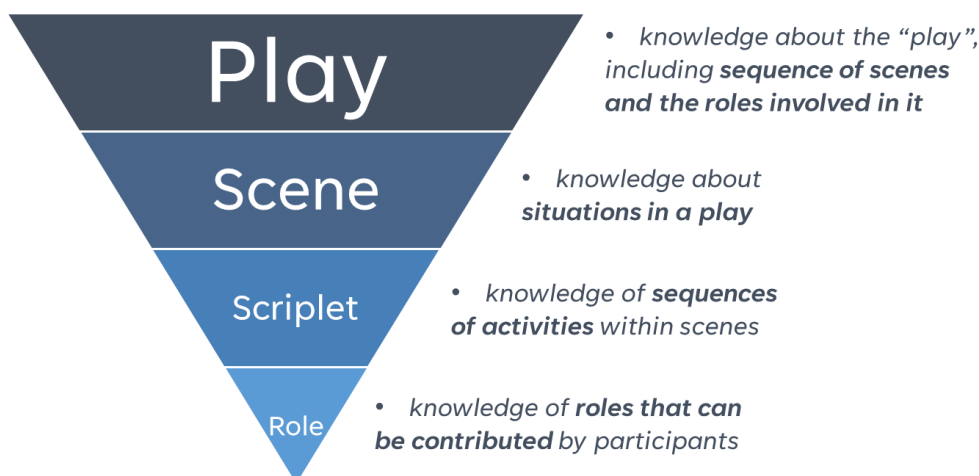 Play
• knowledge about the “play”,
including sequence of scenes
and the roles involved in it
Scene
• knowledge about
situations in a play
Scriplet
• knowledge of sequences
of activities within scenes
Role
• knowledge of roles that can
be contributed by participants